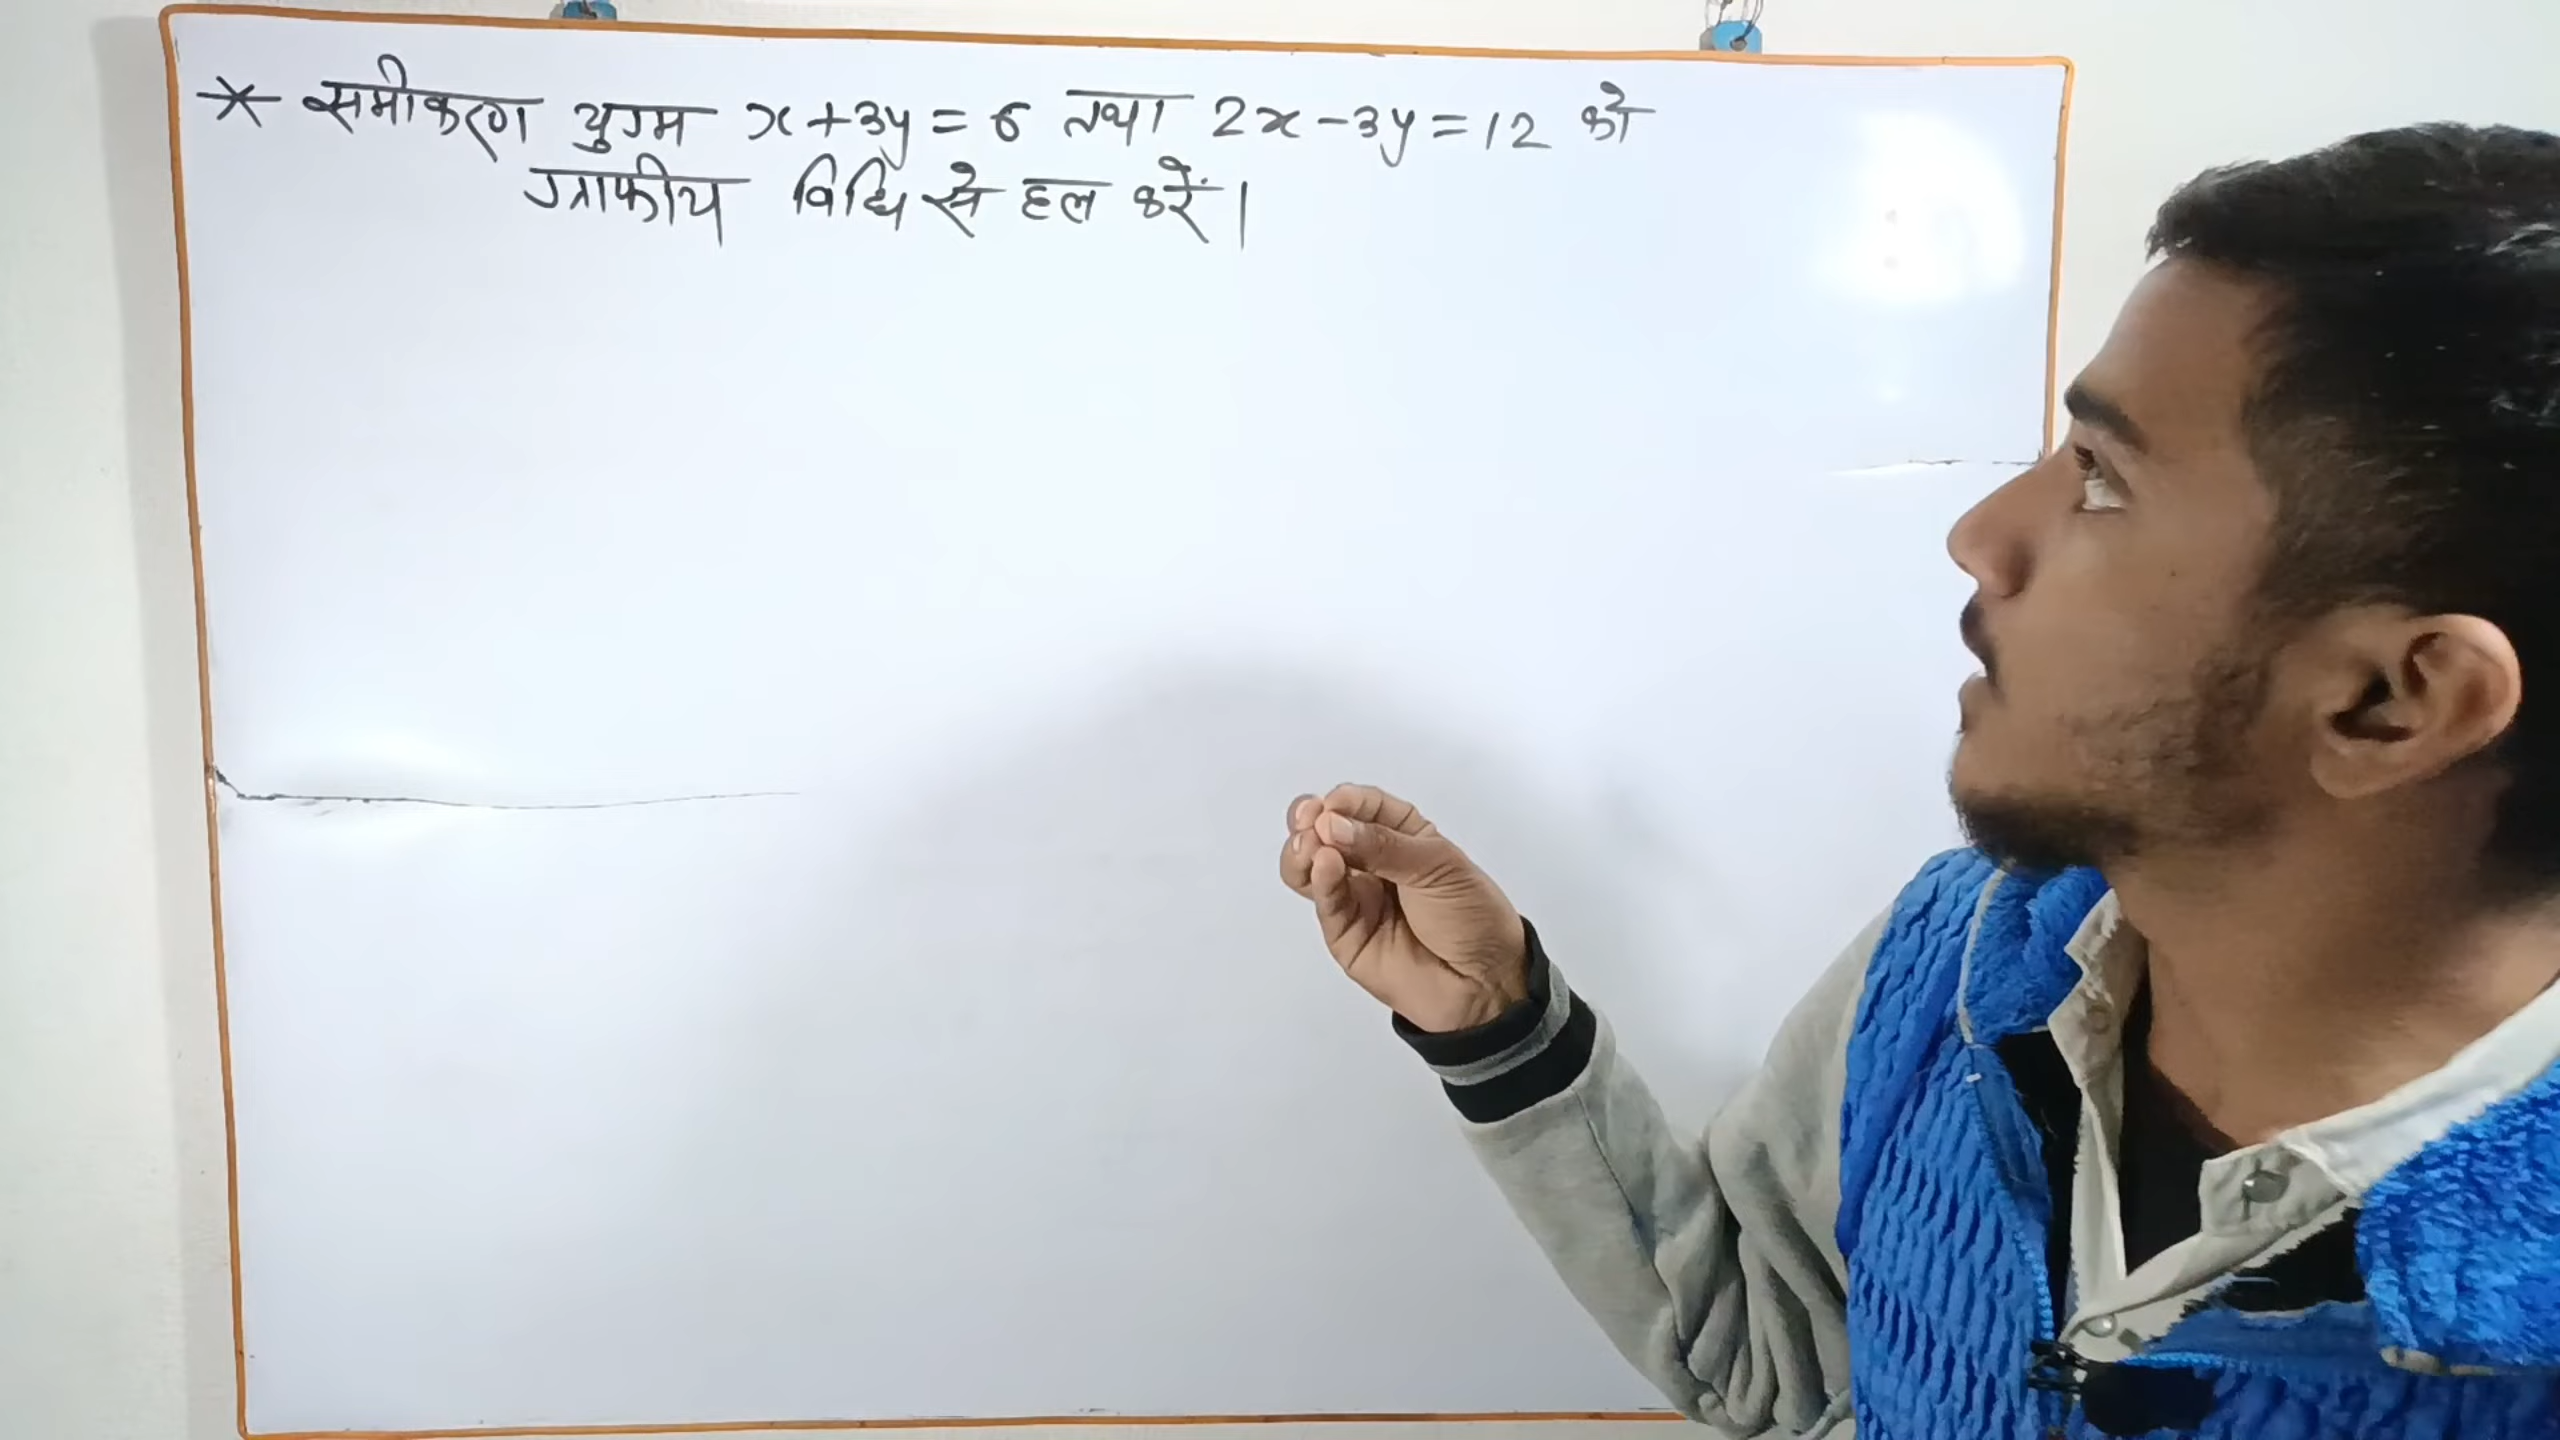 * समीकरण युग्म x+3y=6 तथा 2x-3y=12 को
ग्राफीय विधि से हल करें।